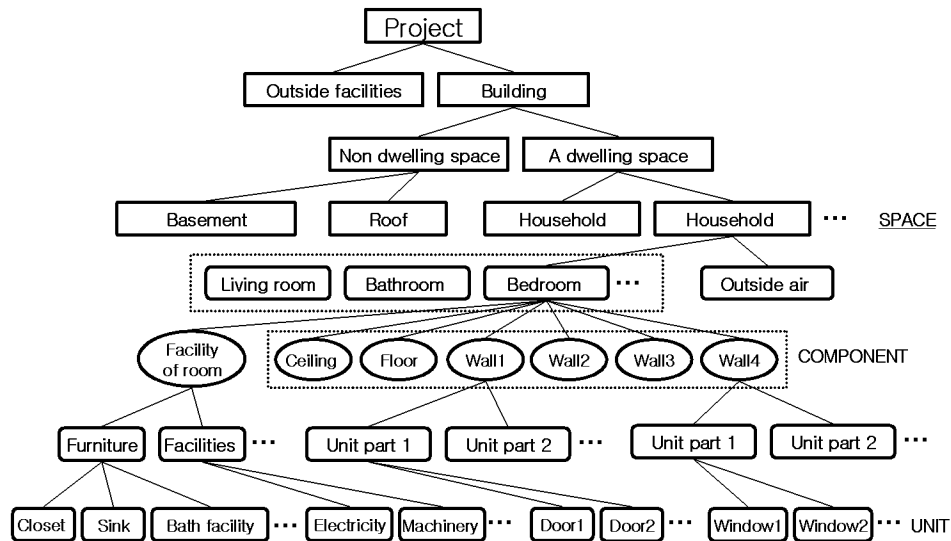 Project
Outside facilities Building
Non dwelling space A dwelling space
Basement Roof Household Household ··· SPACE
Living room Bathroom Bedroom ··· Outside air
Facility
of room Ceiling Floor Wall1 Wall2 Wall3 Wall4 COMPONENT
Furniture Facilities ··· Unit part 1 Unit part 2 ··· Unit part 1 Unit part 2 ···
Closet Sink Bath facility ··· Electricity Machinery ··· Door1 Door2 ··· Window1 Window2 ··· UNIT